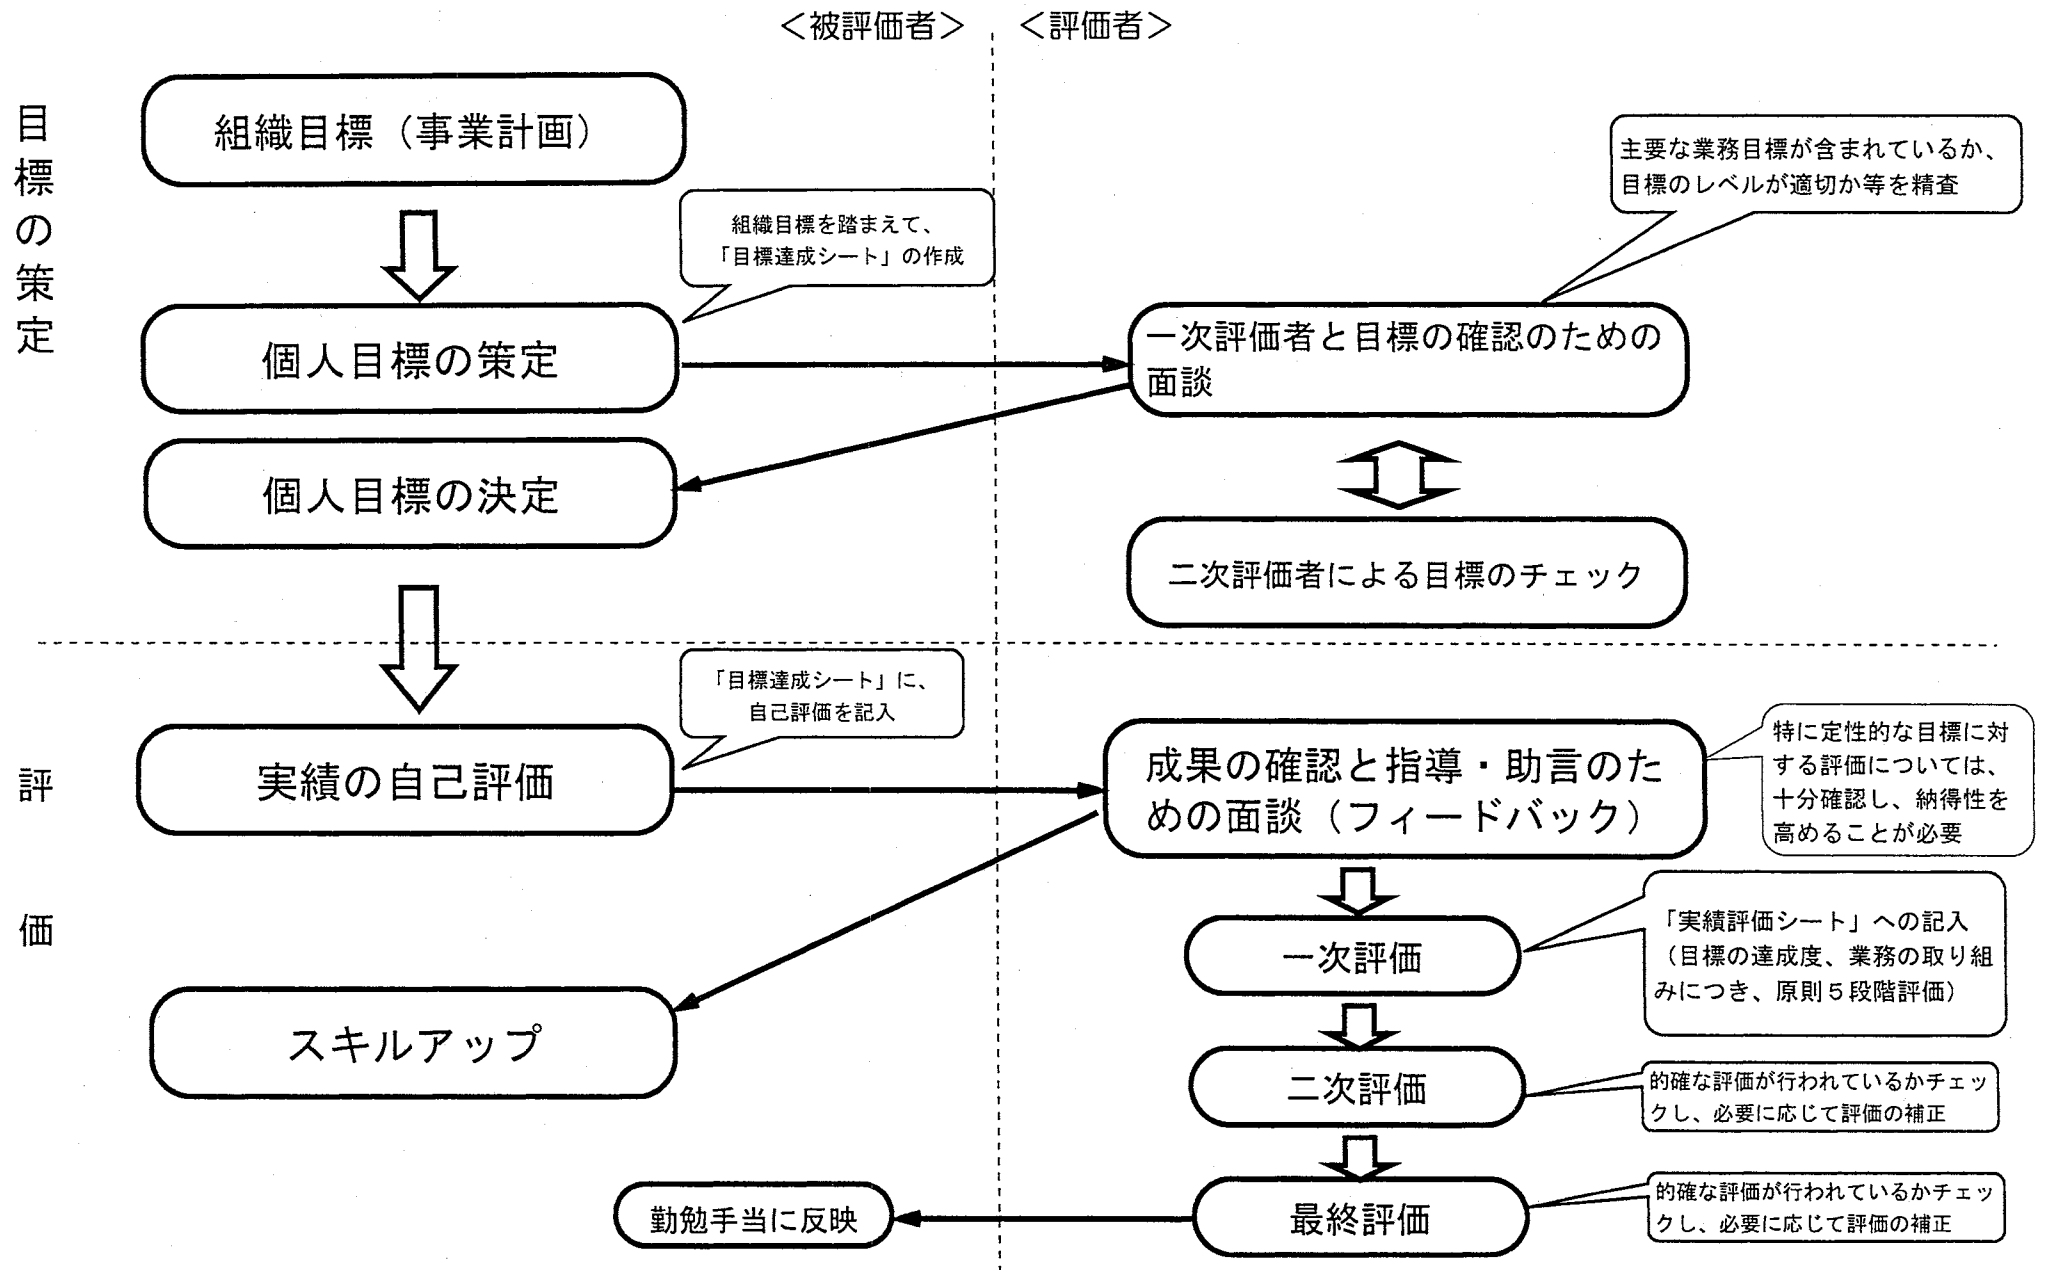 ＜被評価者＞
＜評価者＞
目標の策定
組織目標（事業計画）
組織目標を踏まえて、
「目標達成シート」の作成
主要な業務目標が含まれているか、
目標のレベルが適切か等を精査
個人目標の策定
一次評価者と目標の確認のための
面談
個人目標の決定
二次評価者による目標のチェック
評価
「目標達成シート」に、
自己評価を記入
実績の自己評価
成果の確認と指導・助言のた
めの面談（フィードバック）
特に定性的な目標に対
する評価については、
十分確認し、納得性を
高めることが必要
一次評価
「実績評価シート」への記入
（目標の達成度、業務の取り組
みにつき、原則５段階評価）
スキルアップ
二次評価
的確な評価が行われているかチェッ
クし、必要に応じて評価の補正
勤勉手当に反映
最終評価
的確な評価が行われているかチェッ
クし、必要に応じて評価の補正